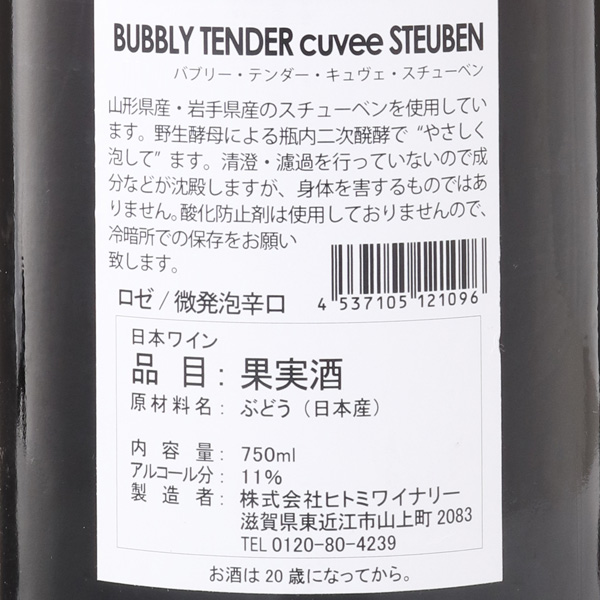 BUBBLY TENDER cuvee STEUBEN
バブリー・テンダー・キュヴェ・スチューベン
山形県産・岩手県産のスチューベンを使用してい
ます。野生酵母による瓶内二次醗酵で“やさしく
泡して”ます。清澄・濾過を行っていないので成
分などが沈殿しますが、身体を害するものではあ
りません。酸化防止剤は使用しておりませんので、
冷暗所での保存をお願い
致します。
ロゼ/微発泡辛口
4 537105 121096
日本ワイン
品目:果実酒
原材料名:ぶどう（日本産）
内容量:750ml
アルコール分:11%
製造者:株式会社ヒトミワイナリー
滋賀県東近江市山上町2083
TEL 0120-80-4239
お酒は20歳になってから。